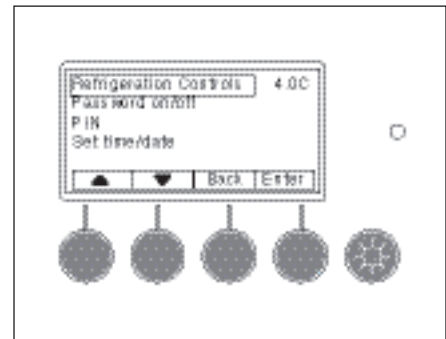 Refrigeration Controls 4.0C
Password on/off
PIN
Set time/date
Back Enter